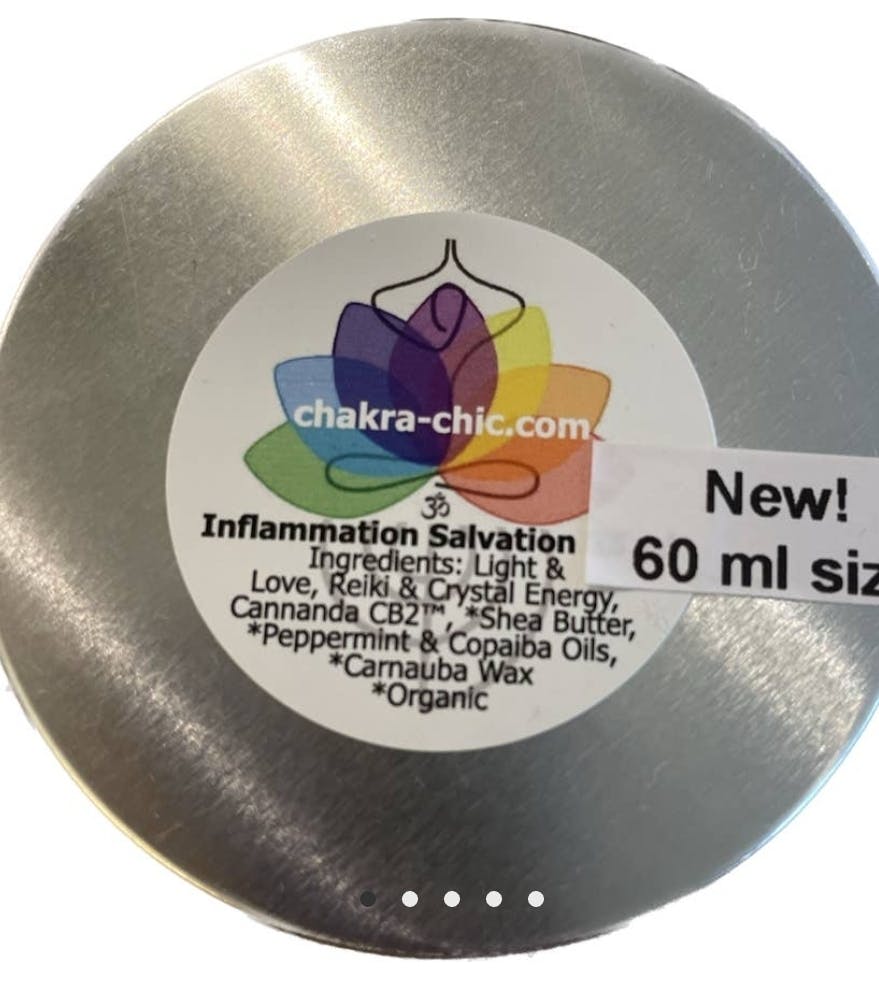 chakra-chic.com
ॐ
Inflammation Salvation
Ingredients: Light &
Love, Reiki & Crystal Energy,
Cannanda CB2™, *Shea Butter,
*Peppermint & Copaiba Oils,
*Carnauba Wax
*Organic
New!
60 ml siz